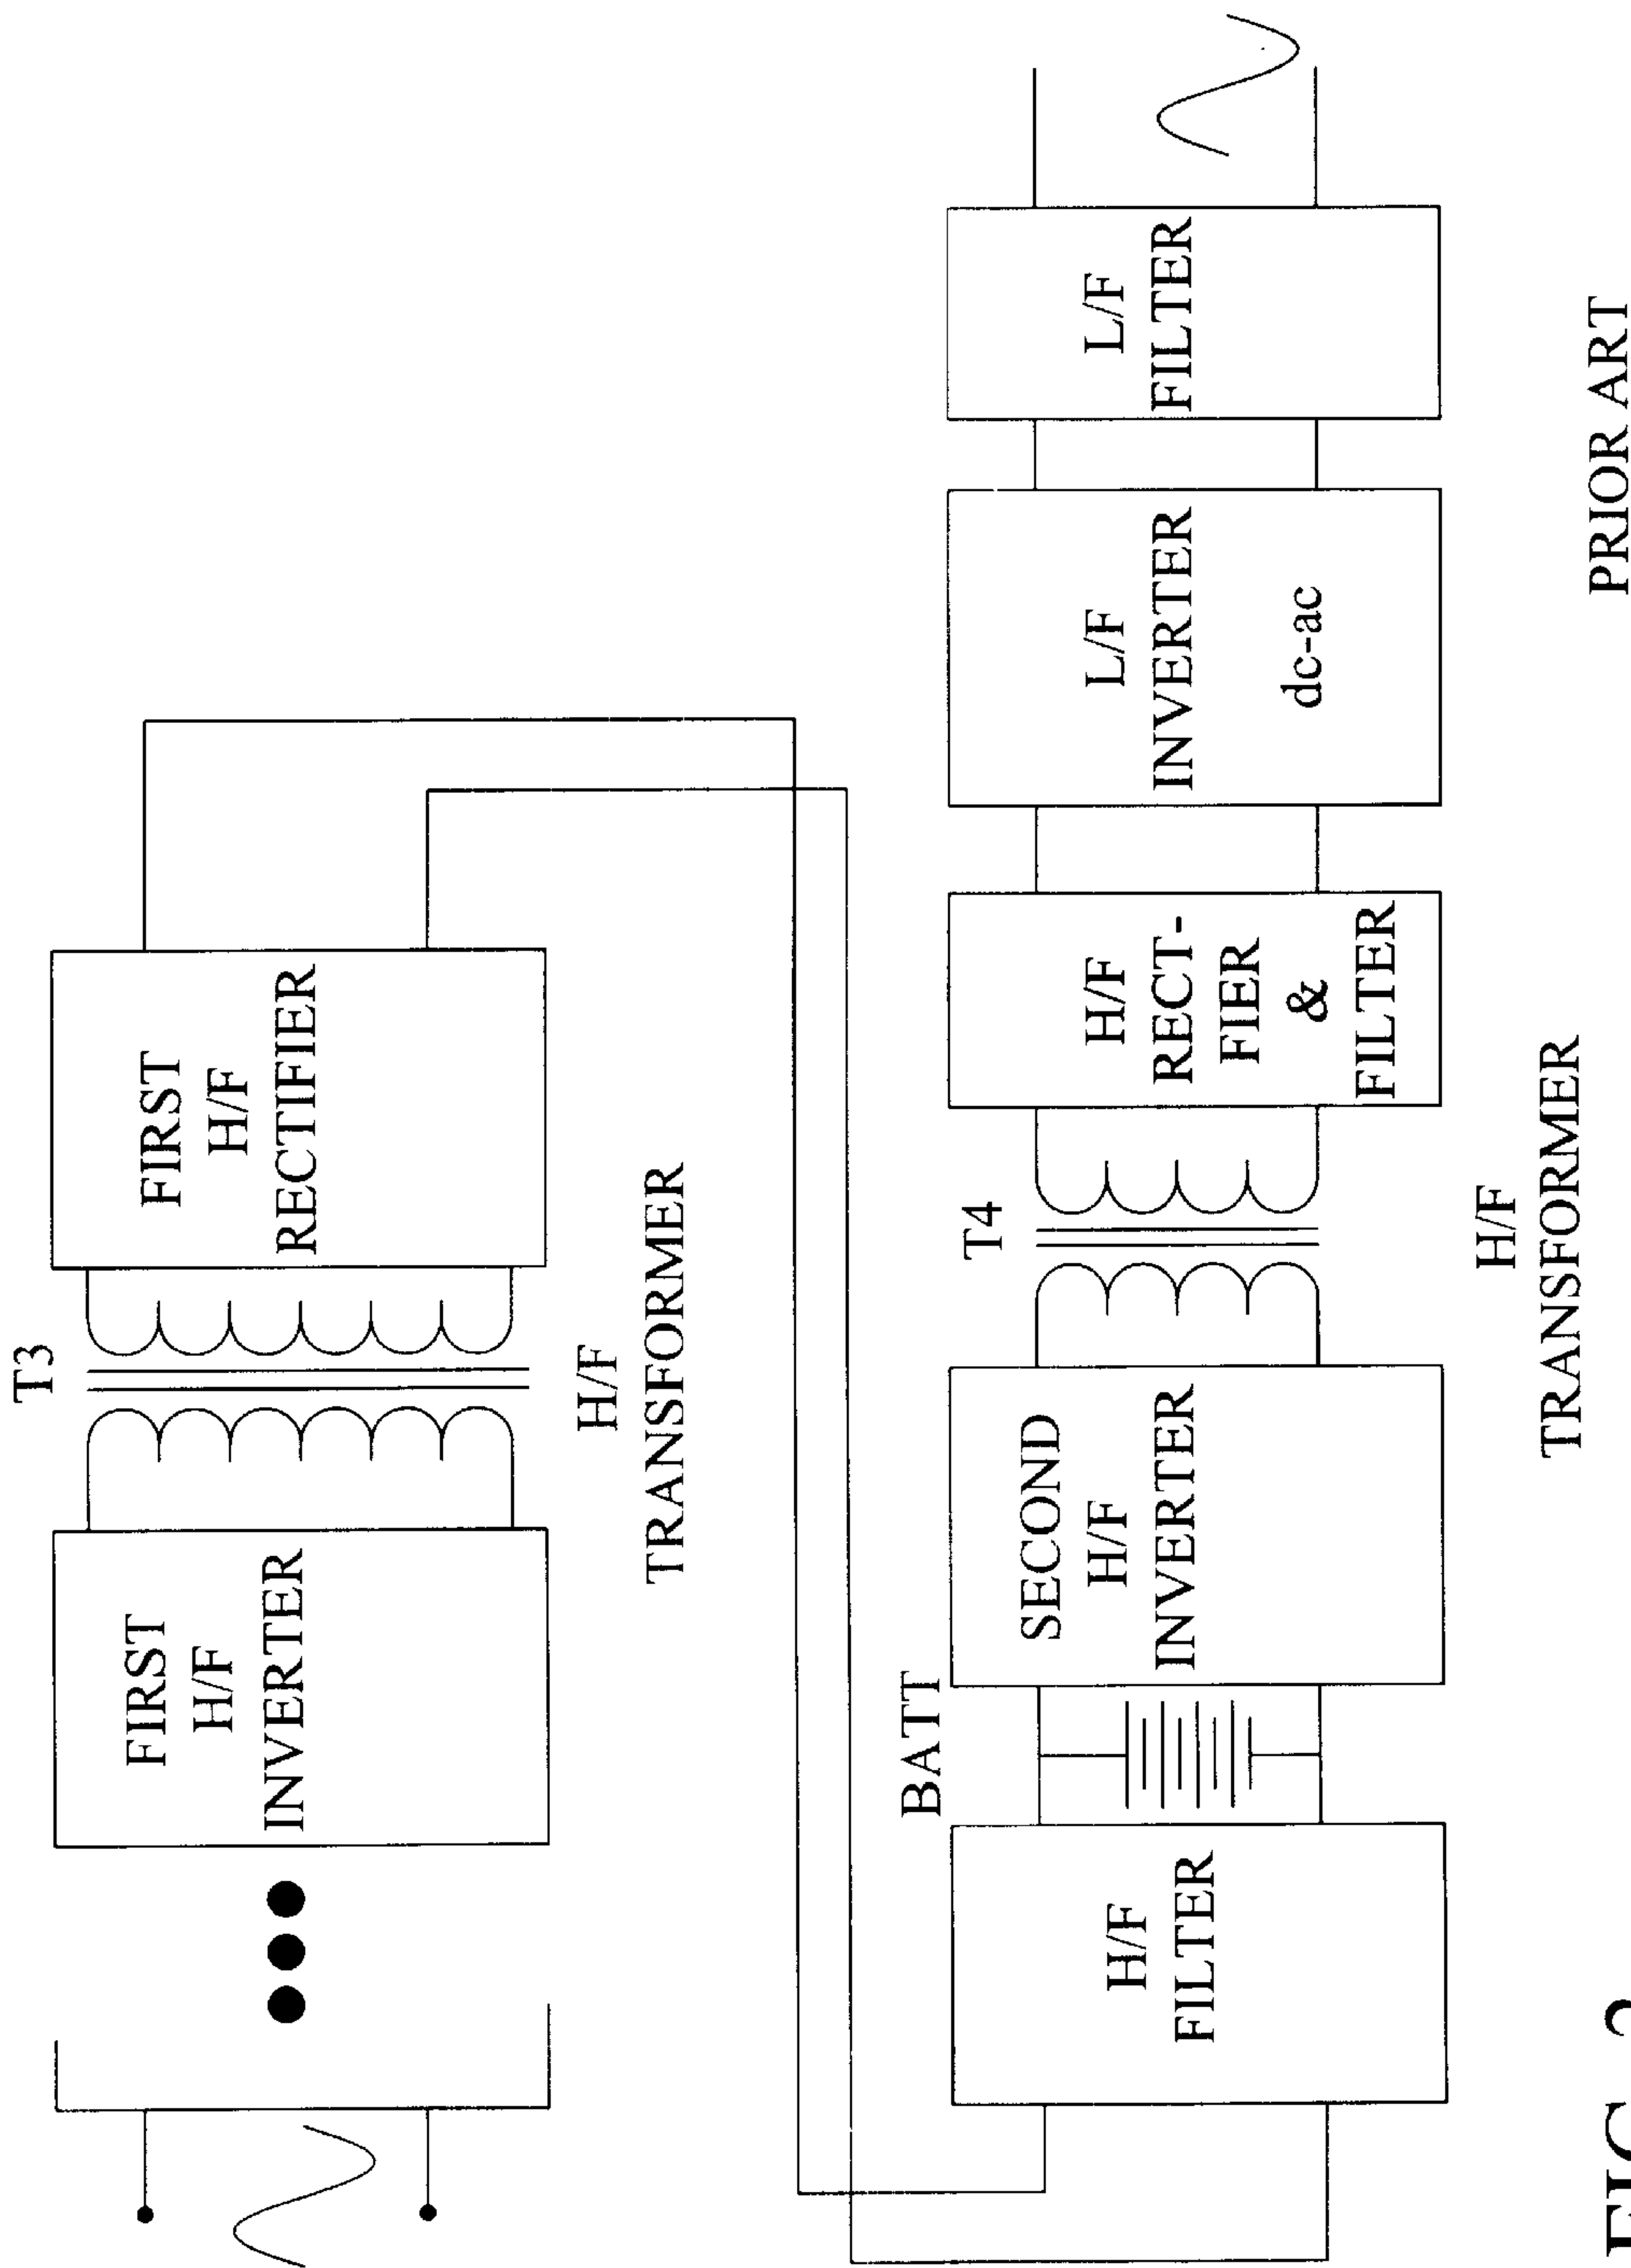 T3
FIRST
H/F
INVERTER
FIRST
H/F
RECTIFIER
H/F
TRANSFORMER
BATT
T4
H/F
FILTER
SECOND
H/F
INVERTER
H/F
RECT-
FIER
&
FILTER
L/F
INVERTER
dc-ac
L/F
FILTER
H/F
TRANSFORMER
PRIOR ART
FIG